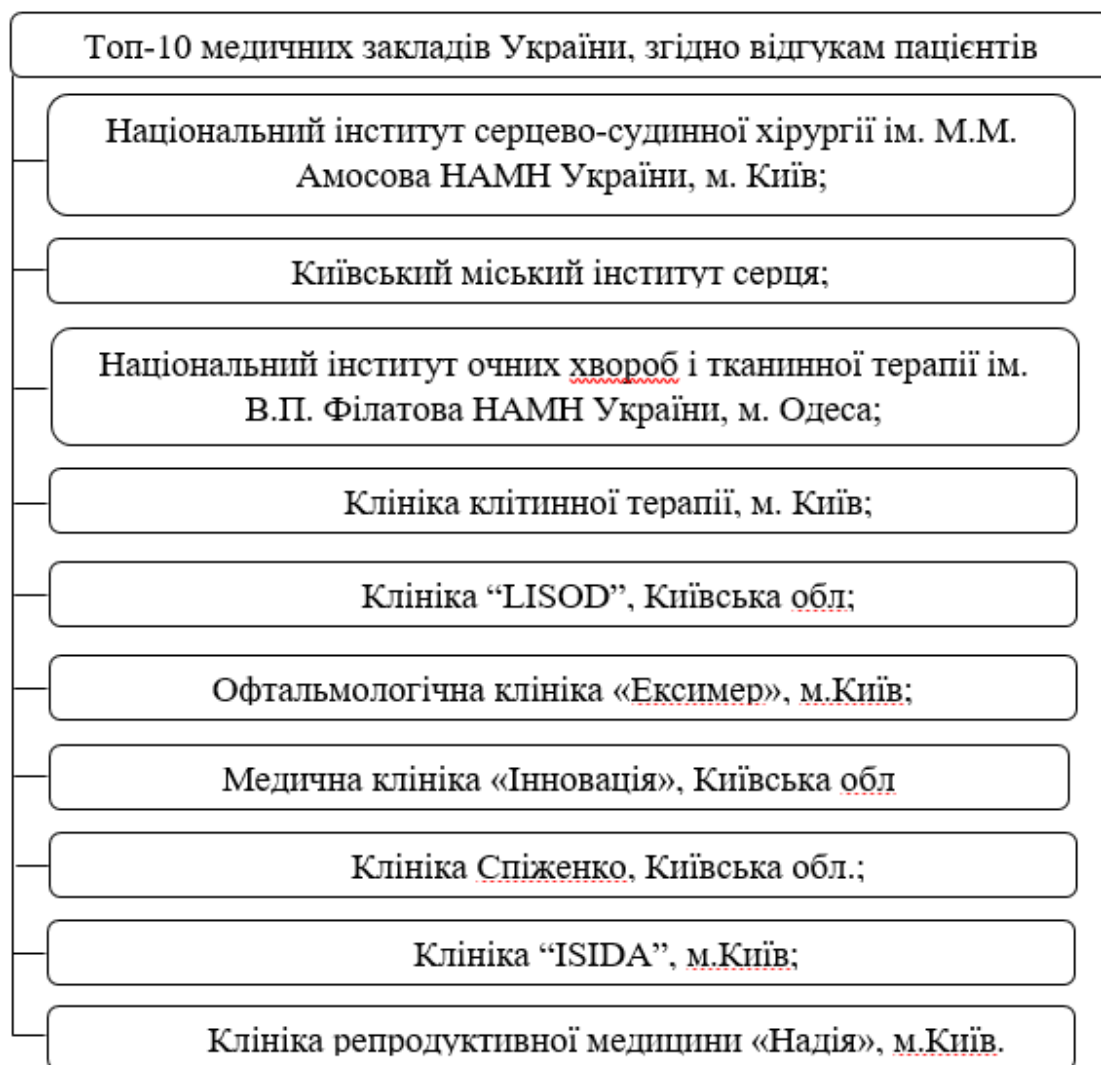 Топ-10 медичних закладів України, згідно відгукам пацієнтів
Національний інститут серцево-судинної хірургії ім. М.М.
Амосова НАМН України, м. Київ;
Київський міський інститут серця;
Національний інститут очних хвороб і тканинної терапії ім.
В.П. Філатова НАМН України, м. Одеса;
Клініка клітинної терапії, м. Київ;
Клініка “LISOD”, Київська обл;
Офтальмологічна клініка «Ексимер», м.Київ;
Медична клініка «Інновація», Київська обл
Клініка Спіженко, Київська обл.;
Клініка “ISIDA”, м.Київ;
Клініка репродуктивної медицини «Надія», м.Київ.